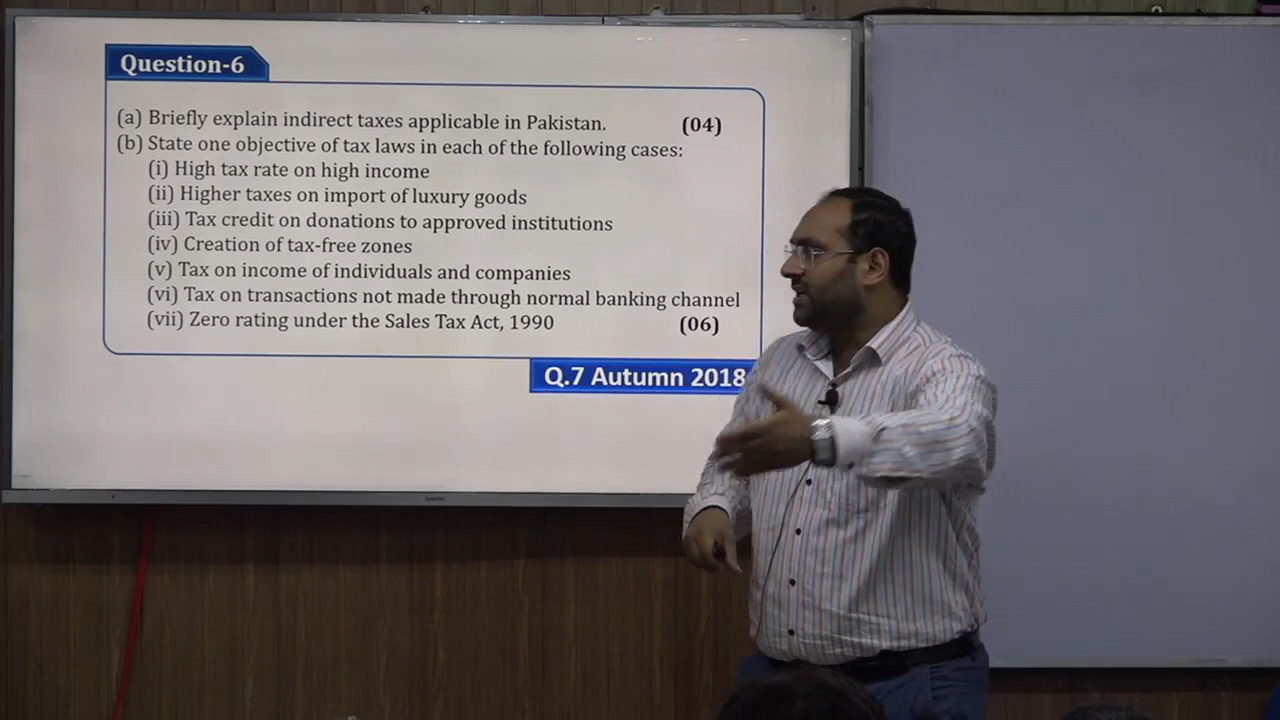 Question-6
(a) Briefly explain indirect taxes applicable in Pakistan. (04)
(b) State one objective of tax laws in each of the following cases:
(i) High tax rate on high income
(ii) Higher taxes on import of luxury goods
(iii) Tax credit on donations to approved institutions
(iv) Creation of tax-free zones
(v) Tax on income of individuals and companies
(vi) Tax on transactions not made through normal banking channel
(vii) Zero rating under the Sales Tax Act, 1990 (06)
Q.7 Autumn 2018